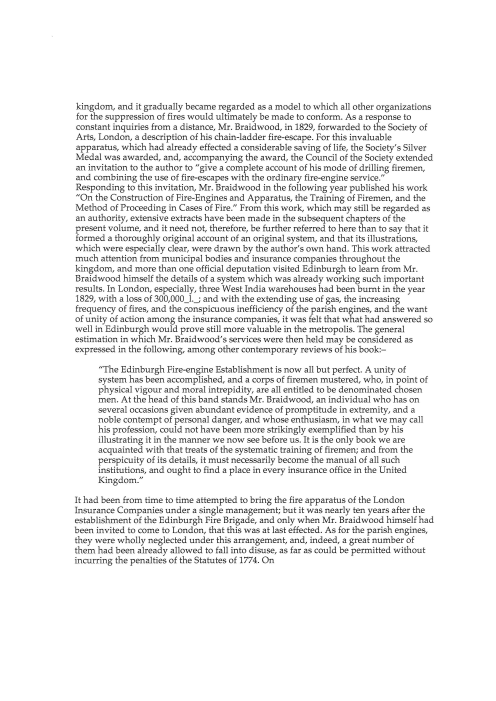 kingdom, and it gradually became regarded as a model to which all other organizations
for the suppression of fires would ultimately be made to conform. As a response to
constant inquiries from a distance, Mr. Braidwood, in 1829, forwarded to the Society of
Arts, London, a description of his chain-ladder fire-escape. For this invaluable
apparatus, which had already effected a considerable saving of life, the Society's Silver
Medal was awarded, and, accompanying the award, the Council of the Society extended
an invitation to the author to "give a complete account of his mode of drilling firemen,
and combining the use of fire-escapes with the ordinary fire-engine service."
Responding to this invitation, Mr. Braidwood in the following year published his work
"On the Construction of Fire-Engines and Apparatus, the Training of Firemen, and the
Method of Proceeding in Cases of Fire." From this work, which may still be regarded as
an authority, extensive extracts have been made in the subsequent chapters of the
present volume, and it need not, therefore, be further referred to here than to say that it
formed a thoroughly original account of an original system, and that its illustrations,
which were especially clear, were drawn by the author's own hand. This work attracted
much attention from municipal bodies and insurance companies throughout the
kingdom, and more than one official deputation visited Edinburgh to learn from Mr.
Braidwood himself the details of a system which was already working such important
results. In London, especially, three West India warehouses had been burnt in the year
1829, with a loss of 300,000_l._; and with the extending use of gas, the increasing
frequency of fires, and the conspicuous inefficiency of the parish engines, and the want
of unity of action among the insurance companies, it was felt that what had answered so
well in Edinburgh would prove still more valuable in the metropolis. The general
estimation in which Mr. Braidwood's services were then held may be considered as
expressed in the following, among other contemporary reviews of his book:–
"The Edinburgh Fire-engine Establishment is now all but perfect. A unity of
system has been accomplished, and a corps of firemen mustered, who, in point of
physical vigour and moral intrepidity, are all entitled to be denominated chosen
men. At the head of this band stands Mr. Braidwood, an individual who has on
several occasions given abundant evidence of promptitude in extremity, and a
noble contempt of personal danger, and whose enthusiasm, in what we may call
his profession, could not have been more strikingly exemplified than by his
illustrating it in the manner we now see before us. It is the only book we are
acquainted with that treats of the systematic training of firemen; and from the
perspicuity of its details, it must necessarily become the manual of all such
institutions, and ought to find a place in every insurance office in the United
Kingdom."
It had been from time to time attempted to bring the fire apparatus of the London
Insurance Companies under a single management; but it was nearly ten years after the
establishment of the Edinburgh Fire Brigade, and only when Mr. Braidwood himself had
been invited to come to London, that this was at last effected. As for the parish engines,
they were wholly neglected under this arrangement, and, indeed, a great number of
them had been already allowed to fall into disuse, as far as could be permitted without
incurring the penalties of the Statutes of 1774. On